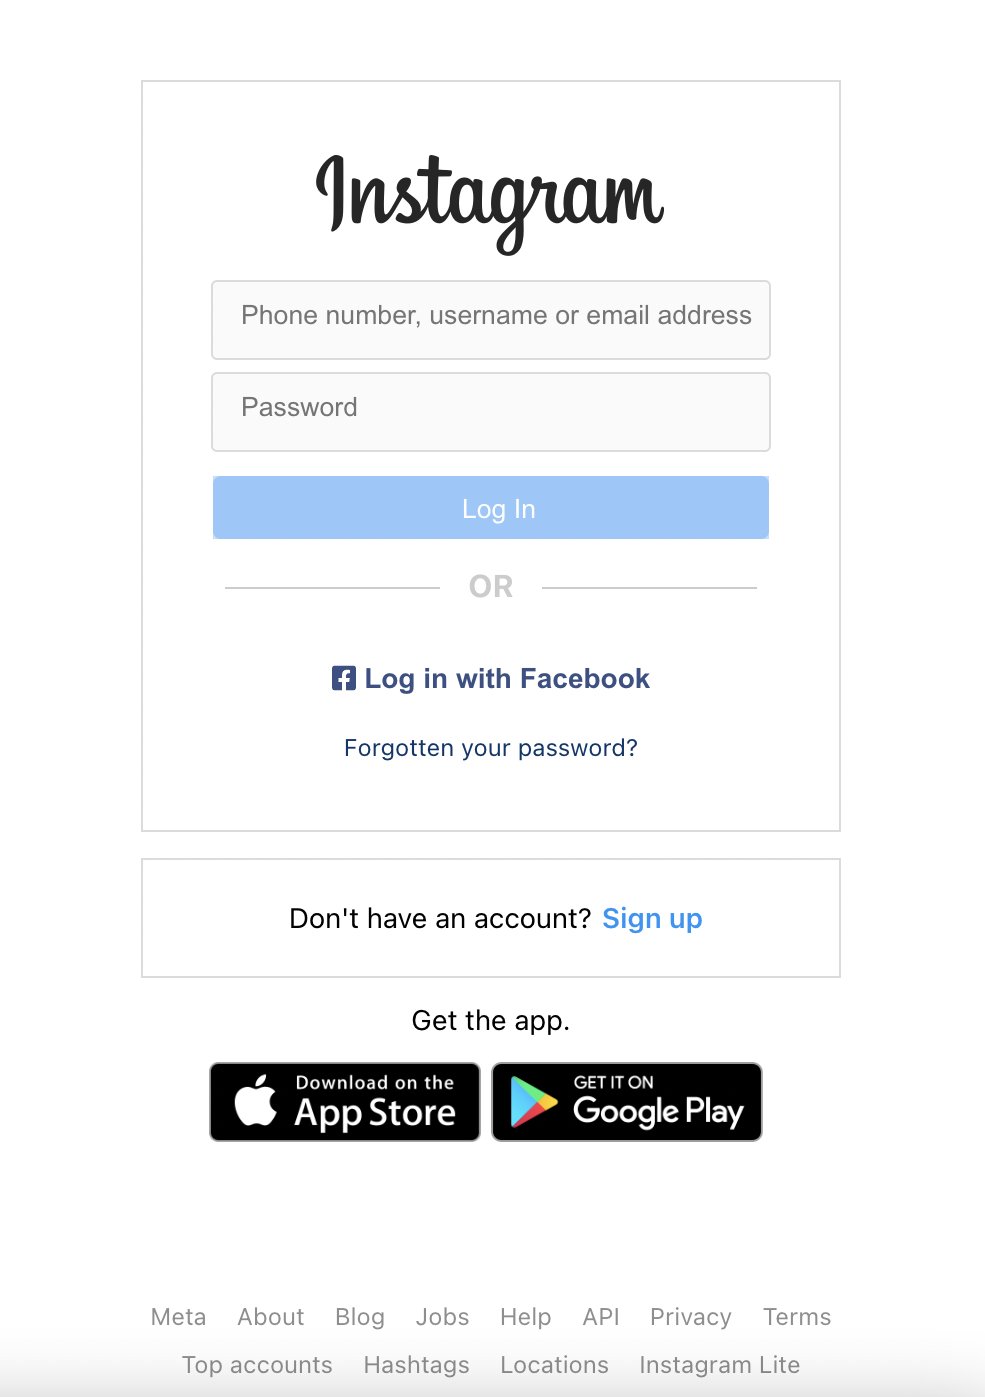 Instagram
Phone number, username or email address
Password
Log In
OR
Log in with Facebook
Forgotten your password?
Don't have an account? Sign up
Get the app.
Download on the
App Store
GET IT ON
Google Play
Meta About Blog Jobs Help API Privacy Terms
Top accounts Hashtags Locations Instagram Lite